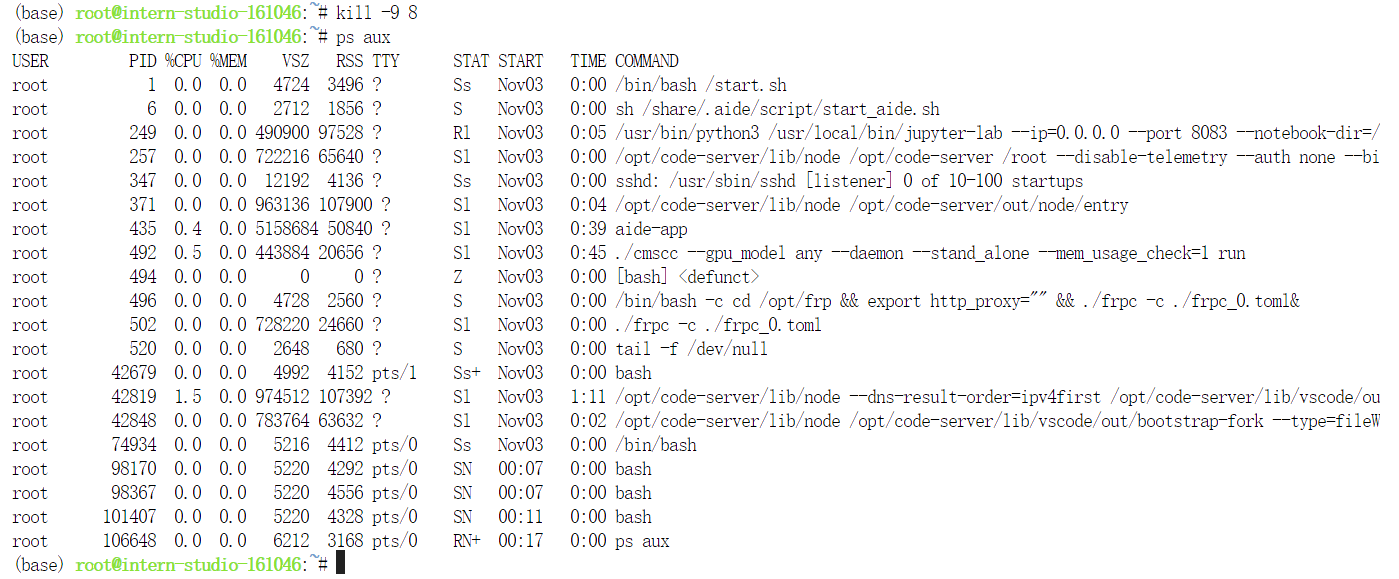 (base) root@intern-studio-161046:~# kill -9 8
(base) root@intern-studio-161046:~# ps aux
USER PID %CPU %MEM VSZ RSS TTY STAT START TIME COMMAND
root 1 0.0 0.0 4724 3496 ? Ss Nov03 0:00 /bin/bash /start.sh
root 6 0.0 0.0 2712 1856 ? S Nov03 0:00 sh /share/.aide/script/start_aide.sh
root 249 0.0 0.0 490900 97528 ? Rl Nov03 0:05 /usr/bin/python3 /usr/local/bin/jupyter-lab --ip=0.0.0.0 --port 8083 --notebook-dir=/
root 257 0.0 0.0 722216 65640 ? Sl Nov03 0:00 /opt/code-server/lib/node /opt/code-server /root --disable-telemetry --auth none --bi
root 347 0.0 0.0 12192 4136 ? Ss Nov03 0:00 sshd: /usr/sbin/sshd [listener] 0 of 10-100 startups
root 371 0.0 0.0 963136 107900 ? Sl Nov03 0:04 /opt/code-server/lib/node /opt/code-server/out/node/entry
root 435 0.4 0.0 5158684 50840 ? Sl Nov03 0:39 aide-app
root 492 0.5 0.0 443884 20656 ? Sl Nov03 0:45 ./cmscc --gpu_model any --daemon --stand_alone --mem_usage_check=1 run
root 494 0.0 0.0 0 0 ? Z Nov03 0:00 [bash] <defunct>
root 496 0.0 0.0 4728 2560 ? S Nov03 0:00 /bin/bash -c cd /opt/frp && export http_proxy="" && ./frpc -c ./frpc_0.toml&
root 502 0.0 0.0 728220 24660 ? Sl Nov03 0:00 ./frpc -c ./frpc_0.toml
root 520 0.0 0.0 2648 680 ? S Nov03 0:00 tail -f /dev/null
root 42679 0.0 0.0 4992 4152 pts/1 Ss+ Nov03 0:00 bash
root 42819 1.5 0.0 974512 107392 ? Sl Nov03 1:11 /opt/code-server/lib/node --dns-result-order=ipv4first /opt/code-server/lib/vscode/ou
root 42848 0.0 0.0 783764 63632 ? Sl Nov03 0:02 /opt/code-server/lib/node /opt/code-server/lib/vscode/out/bootstrap-fork --type=fileW
root 74934 0.0 0.0 5216 4412 pts/0 Ss Nov03 0:00 /bin/bash
root 98170 0.0 0.0 5220 4292 pts/0 SN 00:07 0:00 bash
root 98367 0.0 0.0 5220 4556 pts/0 SN 00:07 0:00 bash
root 101407 0.0 0.0 5220 4328 pts/0 SN 00:11 0:00 bash
root 106648 0.0 0.0 6212 3168 pts/0 RN+ 00:17 0:00 ps aux
(base) root@intern-studio-161046:~#